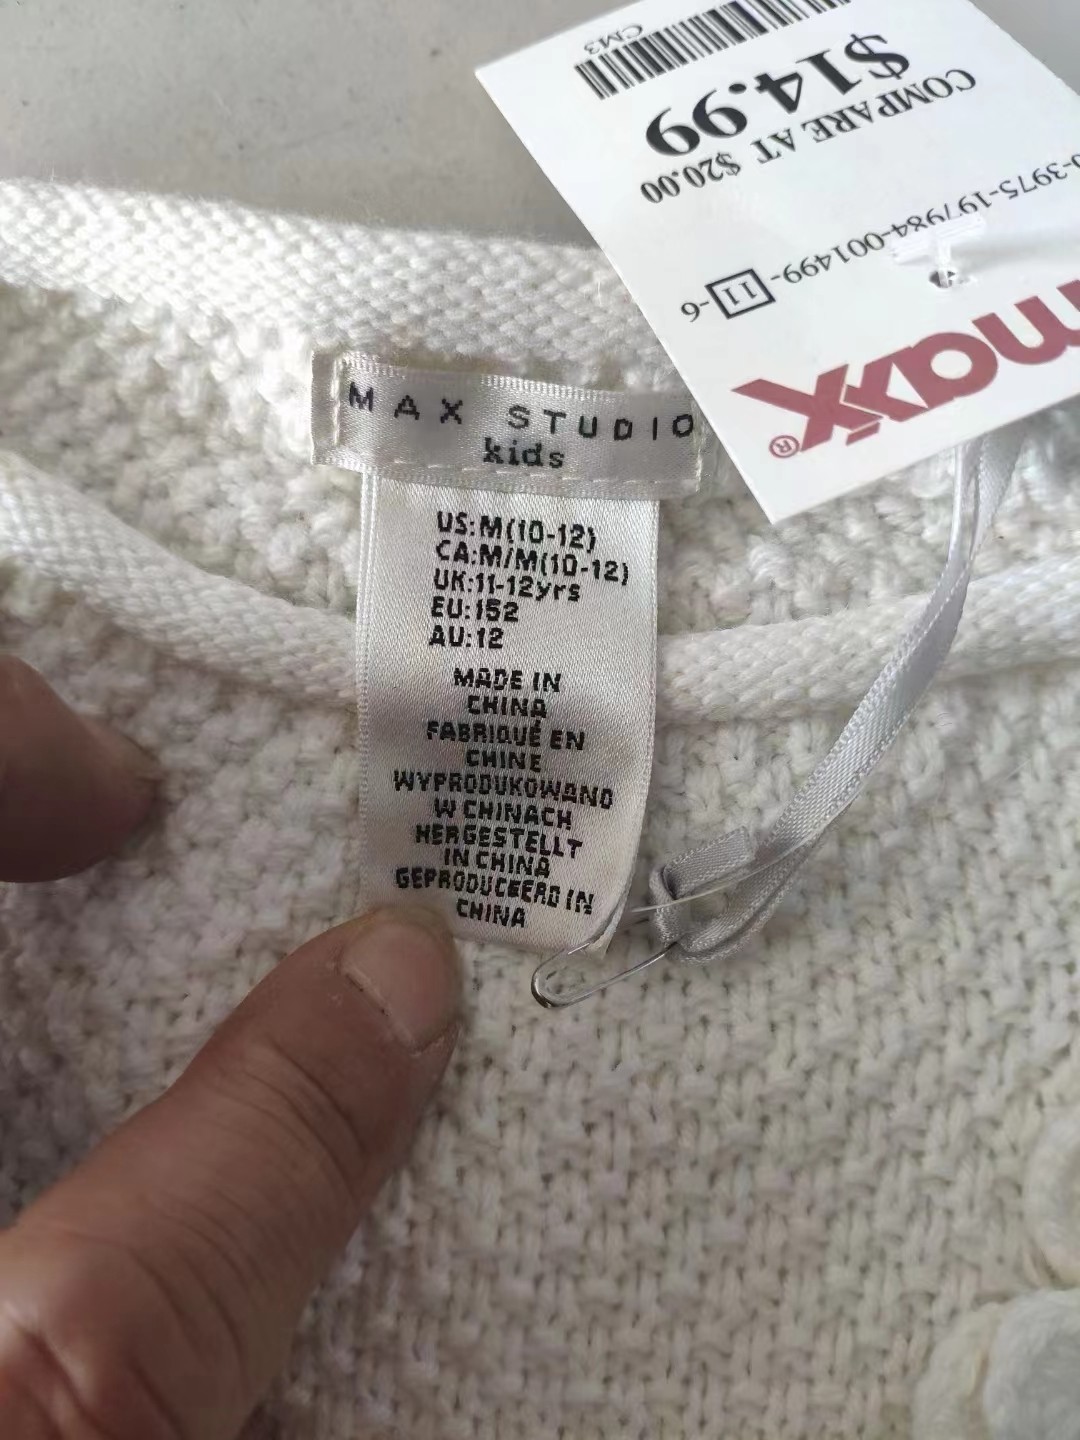 MAX STUDIO
kids
US:M(10-12)
CA:M/M(10-12)
UK:11-12yrs
EU:152
AU:12
MADE IN
CHINA
FABRIQUÉ EN
CHINE
WYPRODUKOWANO
W CHINACH
HERGESTELLT
IN CHINA
GEPRODUCEERD IN
CHINA
maxx®
11-6
0-3975-197984-001499-
COMPARE AT $20.00
$14.99
CM3